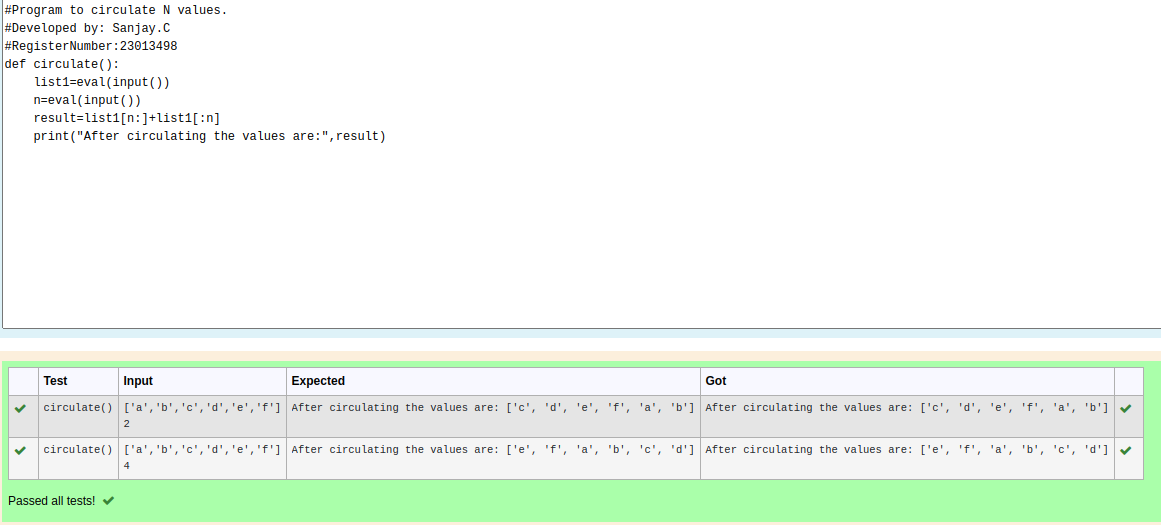 #Program to circulate N values.
#Developed by: Sanjay.C
#RegisterNumber:23013498
def circulate():
    list1=eval(input())
    n=eval(input())
    result=list1[n:]+list1[:n]
    print("After circulating the values are:",result)
Test Input Expected Got
circulate() ['a','b','c','d','e','f'] After circulating the values are: ['c', 'd', 'e', 'f', 'a', 'b'] After circulating the values are: ['c', 'd', 'e', 'f', 'a', 'b']
2
circulate() ['a','b','c','d','e','f'] After circulating the values are: ['e', 'f', 'a', 'b', 'c', 'd'] After circulating the values are: ['e', 'f', 'a', 'b', 'c', 'd']
4
Passed all tests!